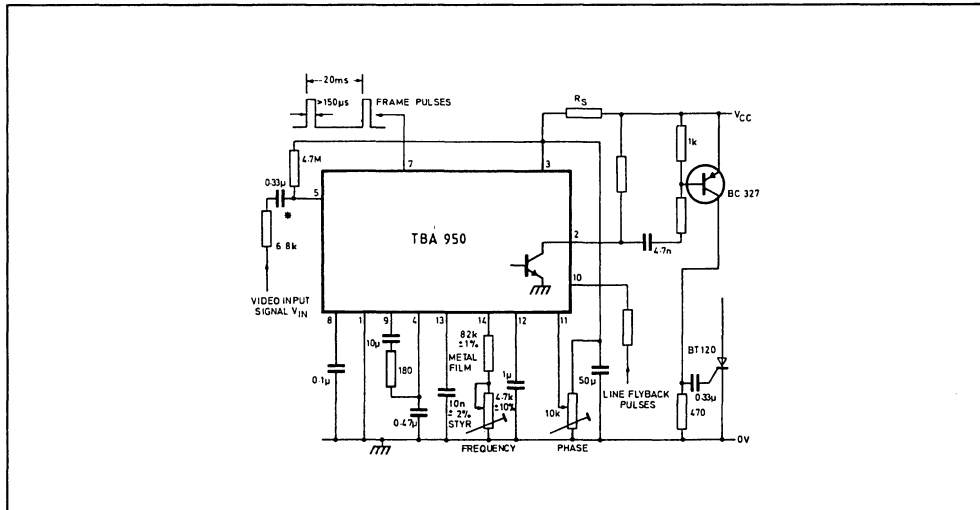 20ms
>150µs
FRAME PULSES
RS
VCC
4.7M
7
3
1k
0·33µ
5
BC 327
*
TBA 950
2
6 8k
4·7n
10
VIDEO INPUT
SIGNAL VIN
8
1
9
4
13
14
12
11
10µ
82k
±1%
METAL
FILM
BT120
0.1µ
180
1µ
50µ
LINE FLYBACK
PULSES
0·33µ
10n
± 2%
STYR
4.7k
±10%
10k
470
0·47µ
0V
FREQUENCY
PHASE